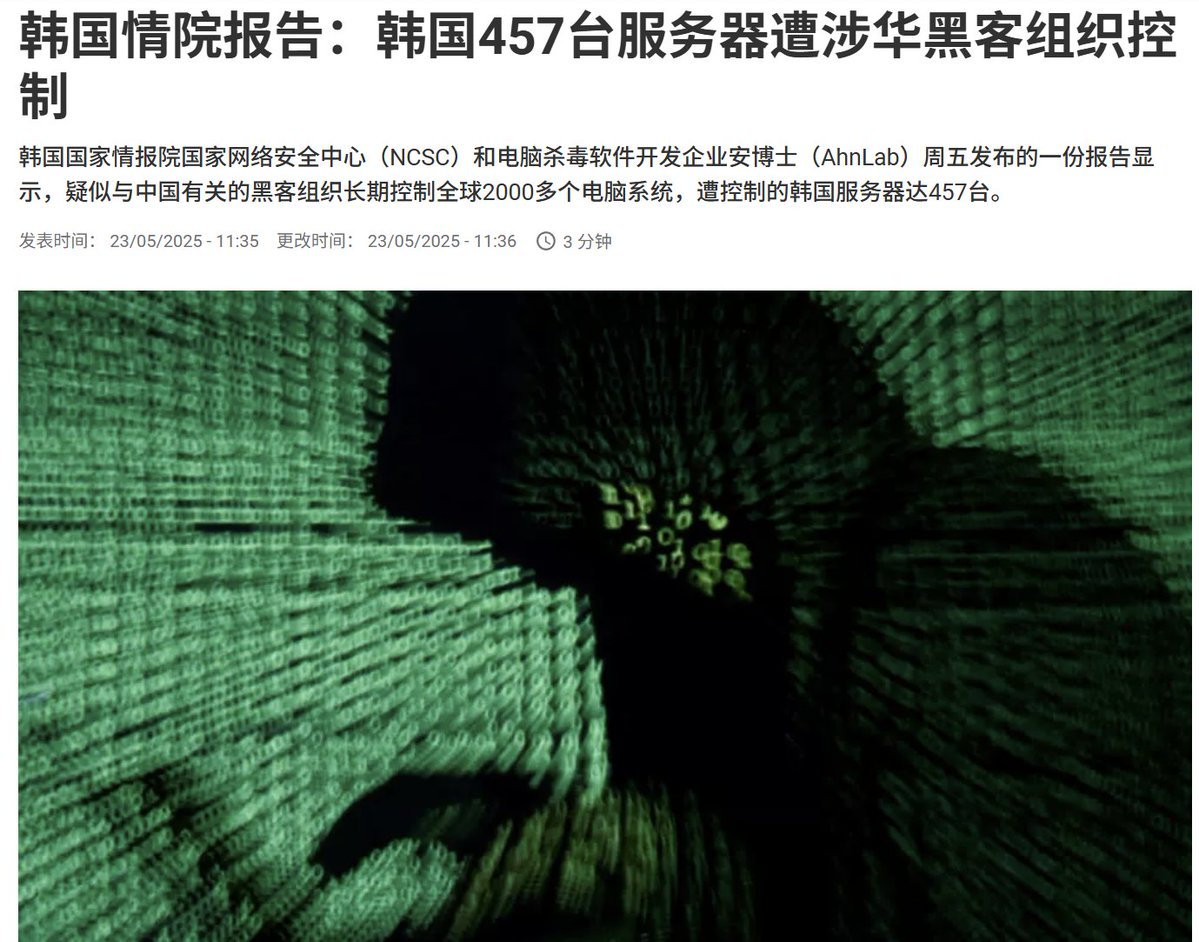 韩国情院报告：韩国457台服务器遭涉华黑客组织控
制
韩国国家情报院国家网络安全中心（NCSC）和电脑杀毒软件开发企业安博士（AhnLab）周五发布的一份报告显
示，疑似与中国有关的黑客组织长期控制全球2000多个电脑系统，遭控制的韩国服务器达457台。
发表时间： 23/05/2025 - 11:35 更改时间： 23/05/2025 - 11:36 3 分钟